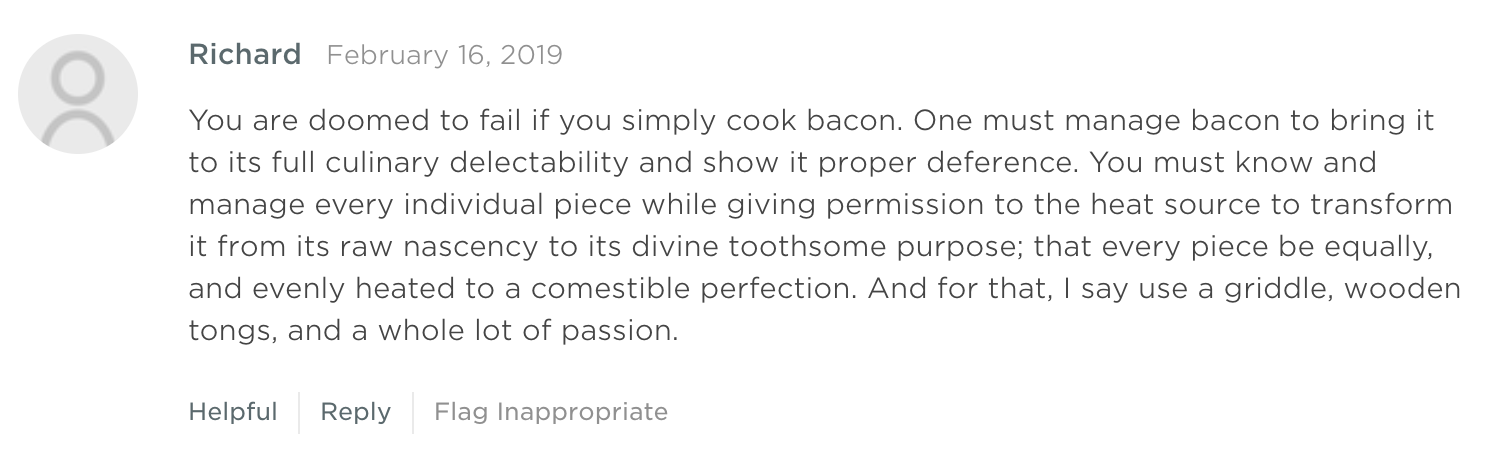 Richard February 16, 2019
You are doomed to fail if you simply cook bacon. One must manage bacon to bring it
to its full culinary delectability and show it proper deference. You must know and
manage every individual piece while giving permission to the heat source to transform
it from its raw nascency to its divine toothsome purpose; that every piece be equally,
and evenly heated to a comestible perfection. And for that, I say use a griddle, wooden
tongs, and a whole lot of passion.
Helpful Reply Flag Inappropriate